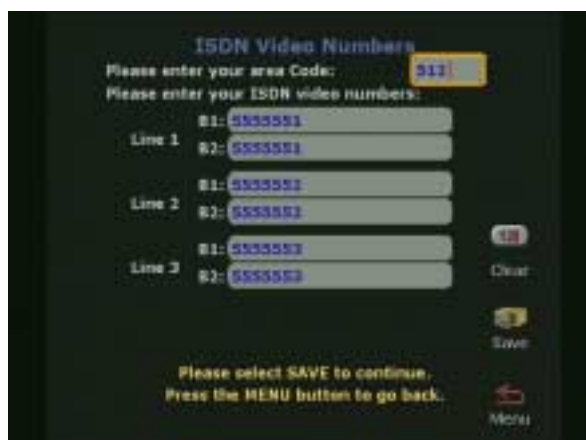 ISDN Video Numbers
Please enter your area Code: 512
Please enter your ISDN video numbers:
Line 1
B1: 5555551
B2: 5555551
Line 2
B1: 5555552
B2: 5555552
Line 3
B1: 5555553
B2: 5555553
Clear
Save
Please select SAVE to continue.
Press the MENU button to go back.
Menu